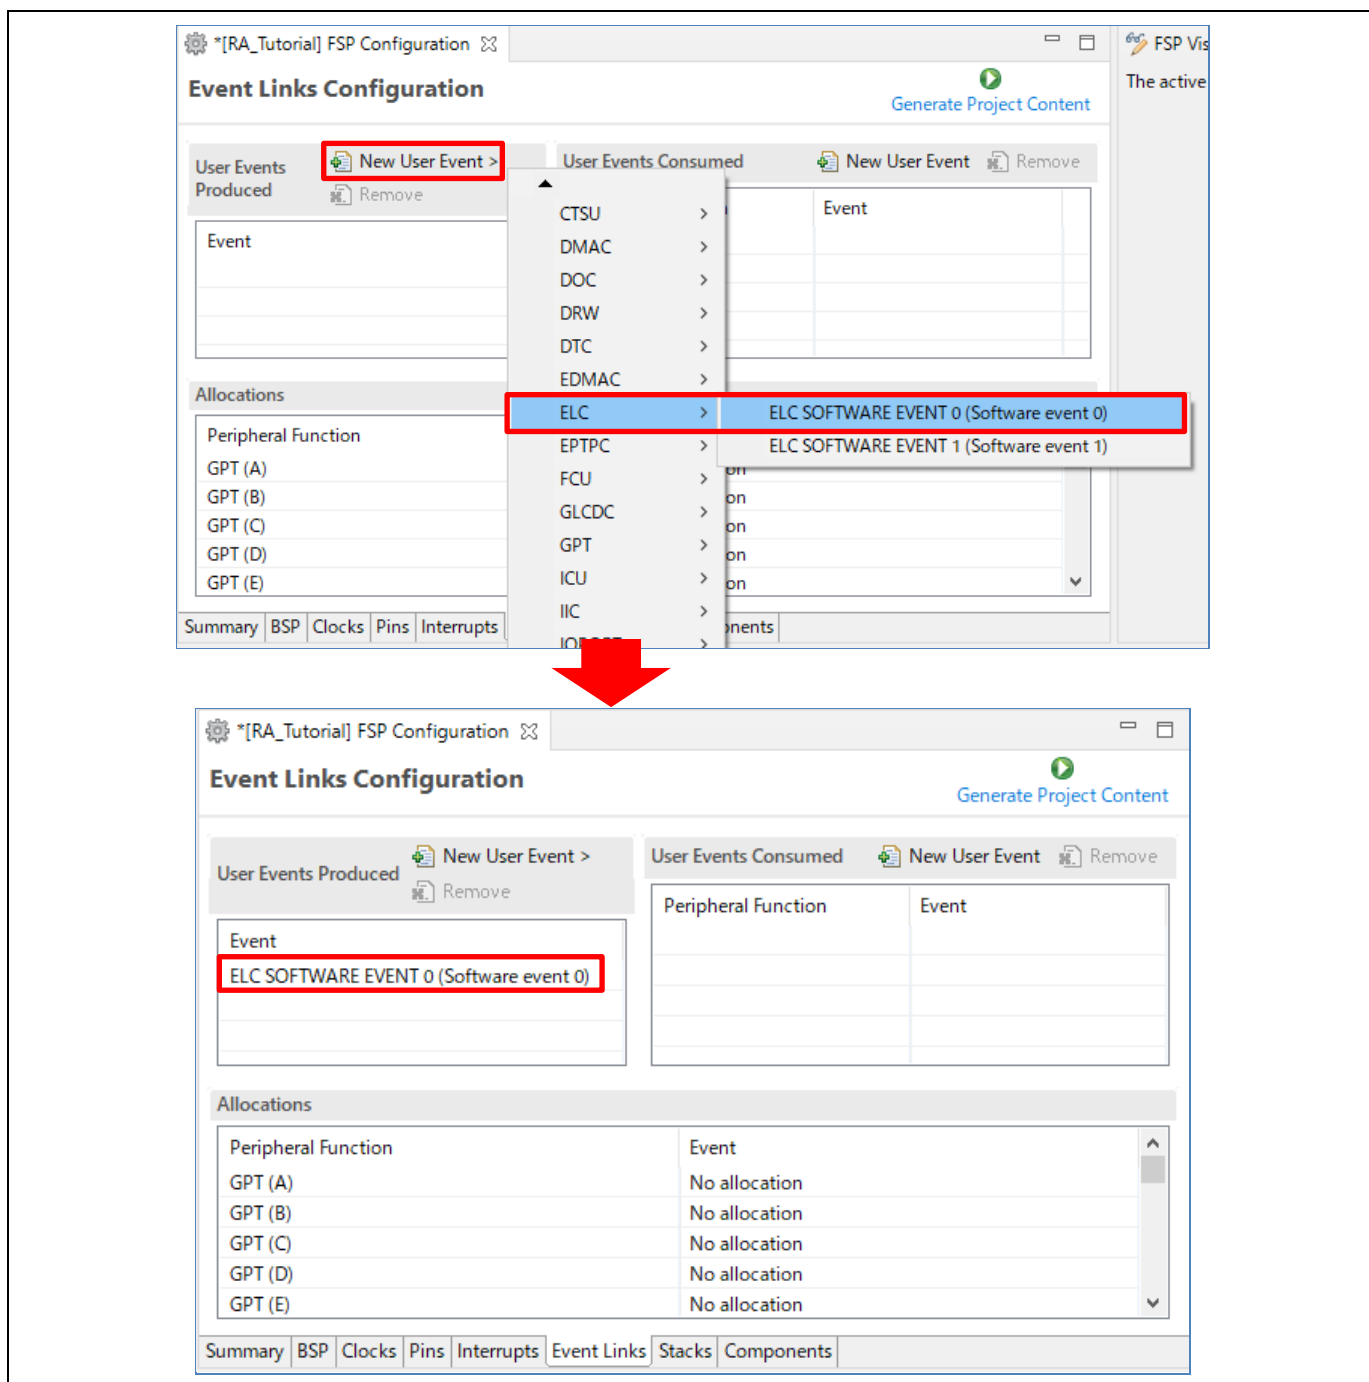 *[RA_Tutorial] FSP Configuration
FSP Vis
Event Links Configuration
The active
Generate Project Content
User Events
Produced
New User Event >
Remove
User Events Consumed
New User Event
Remove
Event
Event
CTSU
DMAC
DOC
DRW
DTC
EDMAC
ELC
EPTPC
FCU
GLCDC
GPT
ICU
IIC
ELC SOFTWARE EVENT 0 (Software event 0)
ELC SOFTWARE EVENT 1 (Software event 1)
Allocations
Peripheral Function
GPT (A)
GPT (B)
on
GPT (C)
on
GPT (D)
on
GPT (E)
on
Summary BSP Clocks Pins Interrupts
onents
*[RA_Tutorial] FSP Configuration
Event Links Configuration
Generate Project Content
User Events Produced
New User Event >
Remove
User Events Consumed
New User Event
Remove
Event
ELC SOFTWARE EVENT 0 (Software event 0)
Peripheral Function Event
Allocations
Peripheral Function Event
GPT (A) No allocation
GPT (B) No allocation
GPT (C) No allocation
GPT (D) No allocation
GPT (E) No allocation
Summary BSP Clocks Pins Interrupts Event Links Stacks Components